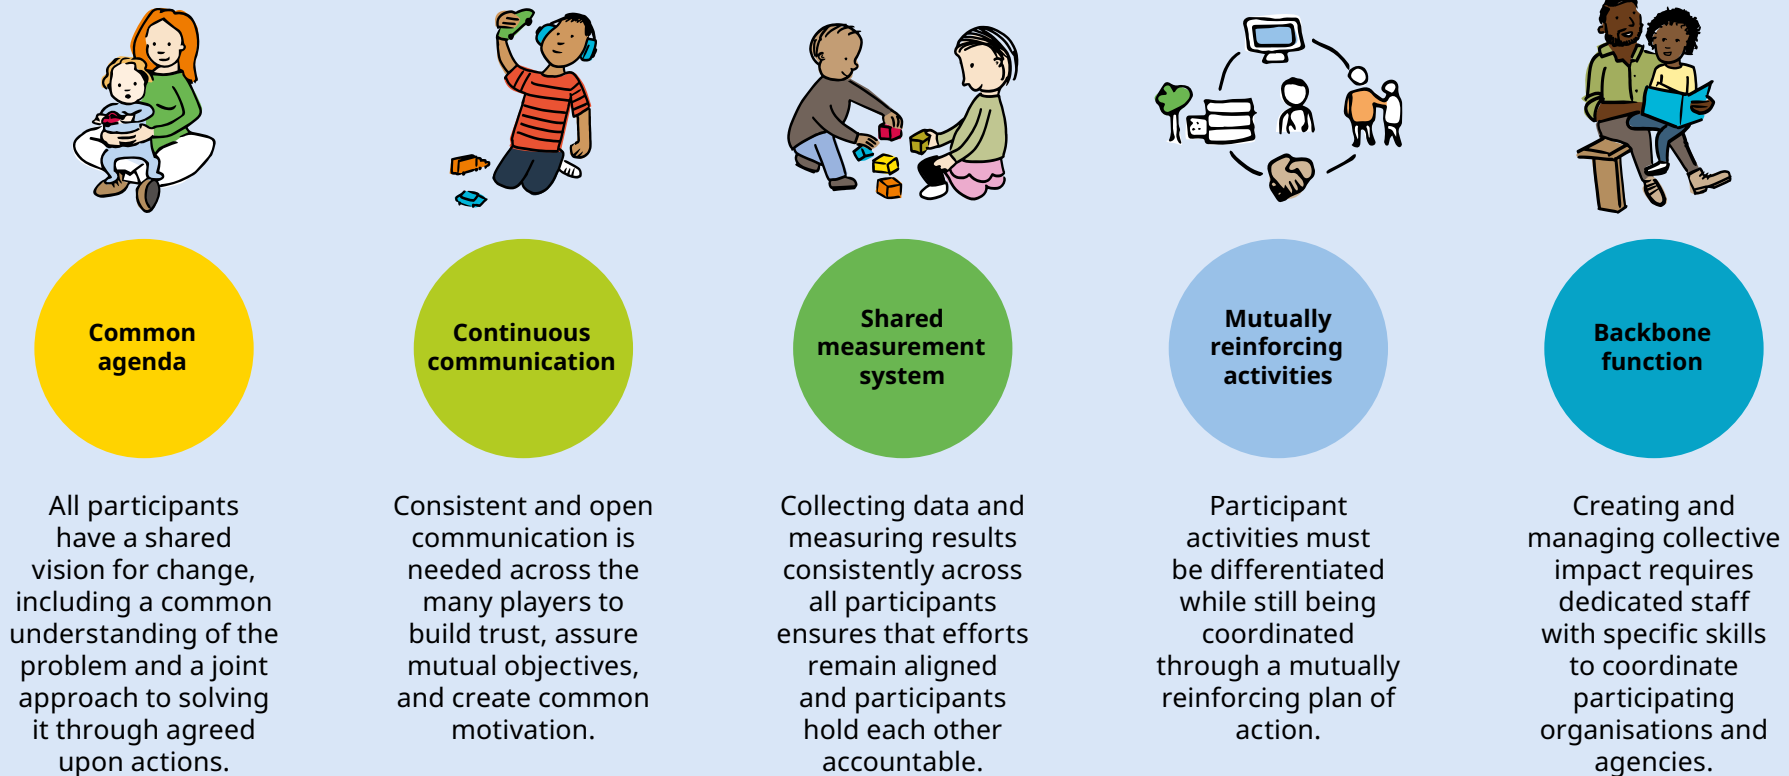 Common
agenda
All participants
have a shared
vision for change,
including a common
understanding of the
problem and a joint
approach to solving
it through agreed
upon actions.
Continuous
communication
Consistent and open
communication is
needed across the
many players to
build trust, assure
mutual objectives,
and create common
motivation.
Shared
measurement
system
Collecting data and
measuring results
consistently across
all participants
ensures that efforts
remain aligned
and participants
hold each other
accountable.
Mutually
reinforcing
activities
Participant
activities must
be differentiated
while still being
coordinated
through a mutually
reinforcing plan of
action.
Backbone
function
Creating and
managing collective
impact requires
dedicated staff
with specific skills
to coordinate
participating
organisations and
agencies.